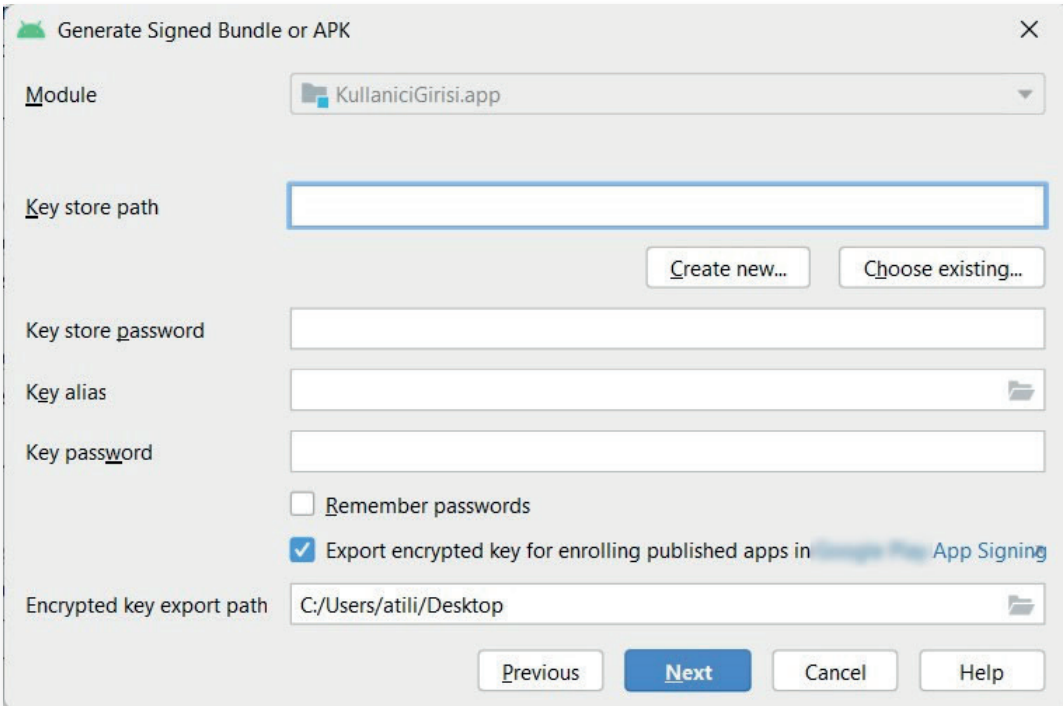 Generate Signed Bundle or APK
Module
KullaniciGirisi.app
Key store path
Create new...
Choose existing...
Key store password
Key alias
Key password
Remember passwords
Export encrypted key for enrolling published apps in App Signing
Encrypted key export path
C:/Users/atili/Desktop
Previous
Next
Cancel
Help